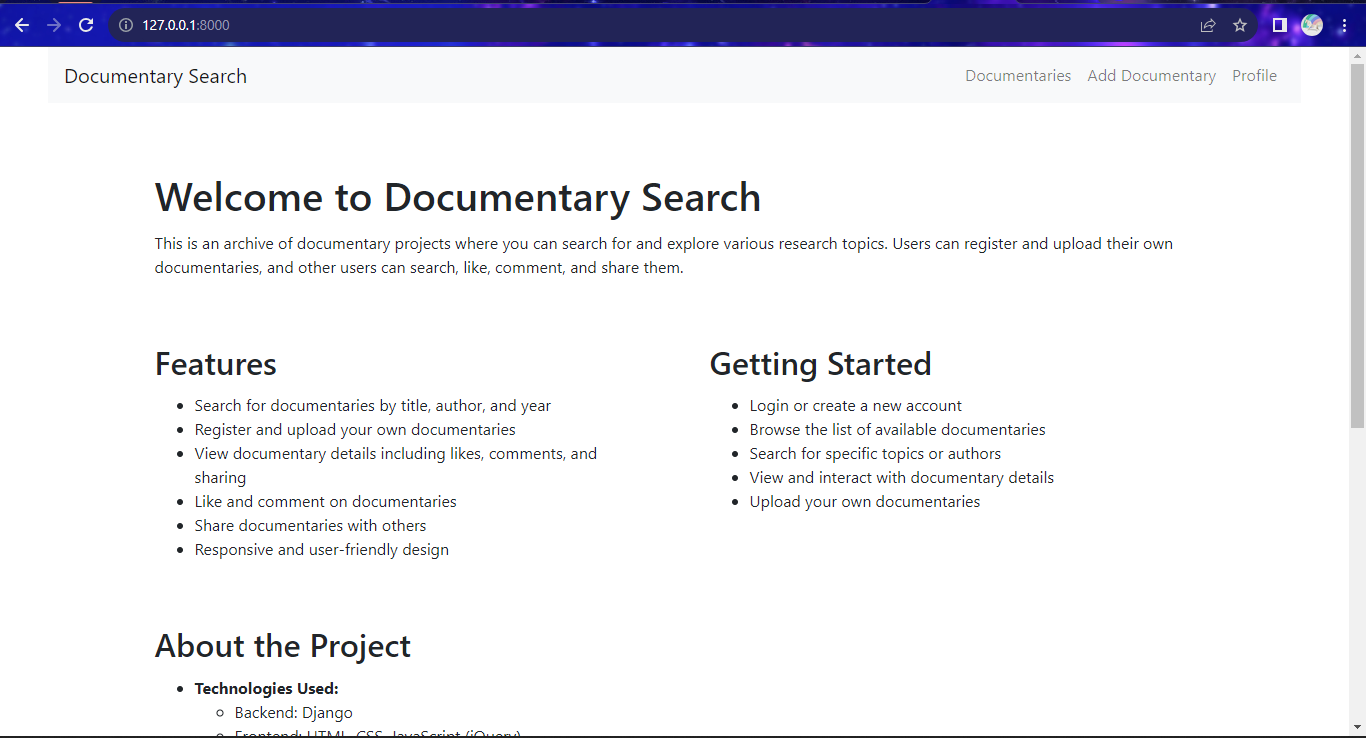 127.0.0.1:8000
Documentary Search
Documentaries Add Documentary Profile
Welcome to Documentary Search
This is an archive of documentary projects where you can search for and explore various research topics. Users can register and upload their own
documentaries, and other users can search, like, comment, and share them.
Features
Search for documentaries by title, author, and year
Register and upload your own documentaries
View documentary details including likes, comments, and
sharing
Like and comment on documentaries
Share documentaries with others
Responsive and user-friendly design
Getting Started
Login or create a new account
Browse the list of available documentaries
Search for specific topics or authors
View and interact with documentary details
Upload your own documentaries
About the Project
Technologies Used:
Backend: Django
Frontend: HTML, CSS, JavaScript (jQuery)